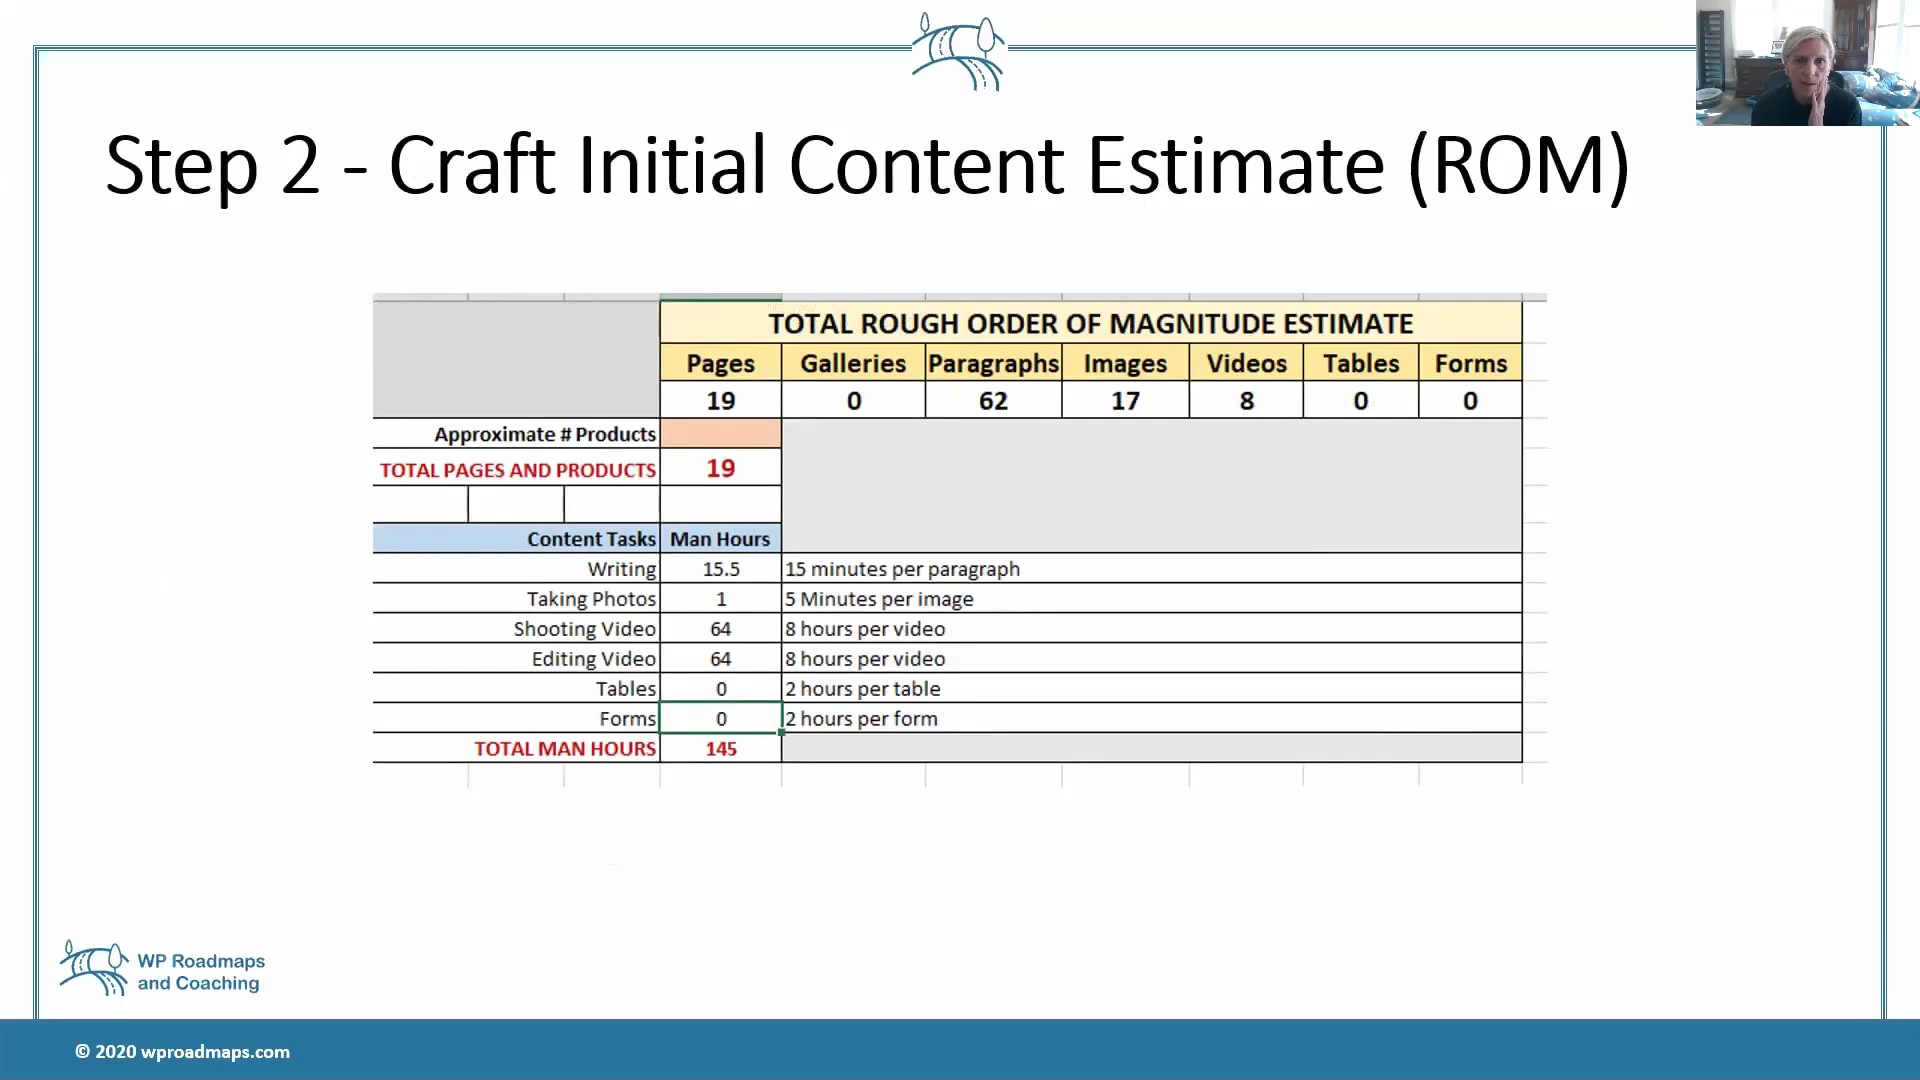 Step 2 - Craft Initial Content Estimate (ROM)
TOTAL ROUGH ORDER OF MAGNITUDE ESTIMATE
Pages Galleries Paragraphs Images Videos Tables Forms
19 0 62 17 8 0 0
Approximate # Products
TOTAL PAGES AND PRODUCTS 19
Content Tasks Man Hours
Writing 15.5 15 minutes per paragraph
Taking Photos 1 5 Minutes per image
Shooting Video 64 8 hours per video
Editing Video 64 8 hours per video
Tables 0 2 hours per table
Forms 0 2 hours per form
TOTAL MAN HOURS 145
WP Roadmaps
and Coaching
© 2020 wproadmaps.com